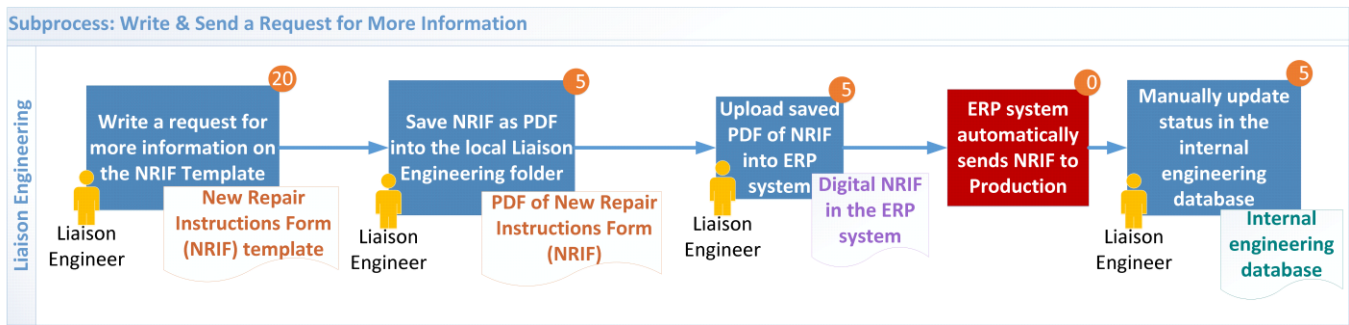 Subprocess: Write & Send a Request for More Information
Liaison Engineering
20
Write a request for
more information on
the NRIF Template
Liaison
Engineer
New Repair
Instructions Form
(NRIF) template
5
Save NRIF as PDF
into the local Liaison
Engineering folder
Liaison
Engineer
PDF of New Repair
Instructions Form
(NRIF)
5
Upload saved
PDF of NRIF
into ERP
system
Liaison
Engineer
Digital NRIF
in the ERP
system
0
ERP system
automatically
sends NRIF to
Production
5
Manually update
status in the
internal
engineering
database
Liaison
Engineer
Internal
engineering
database